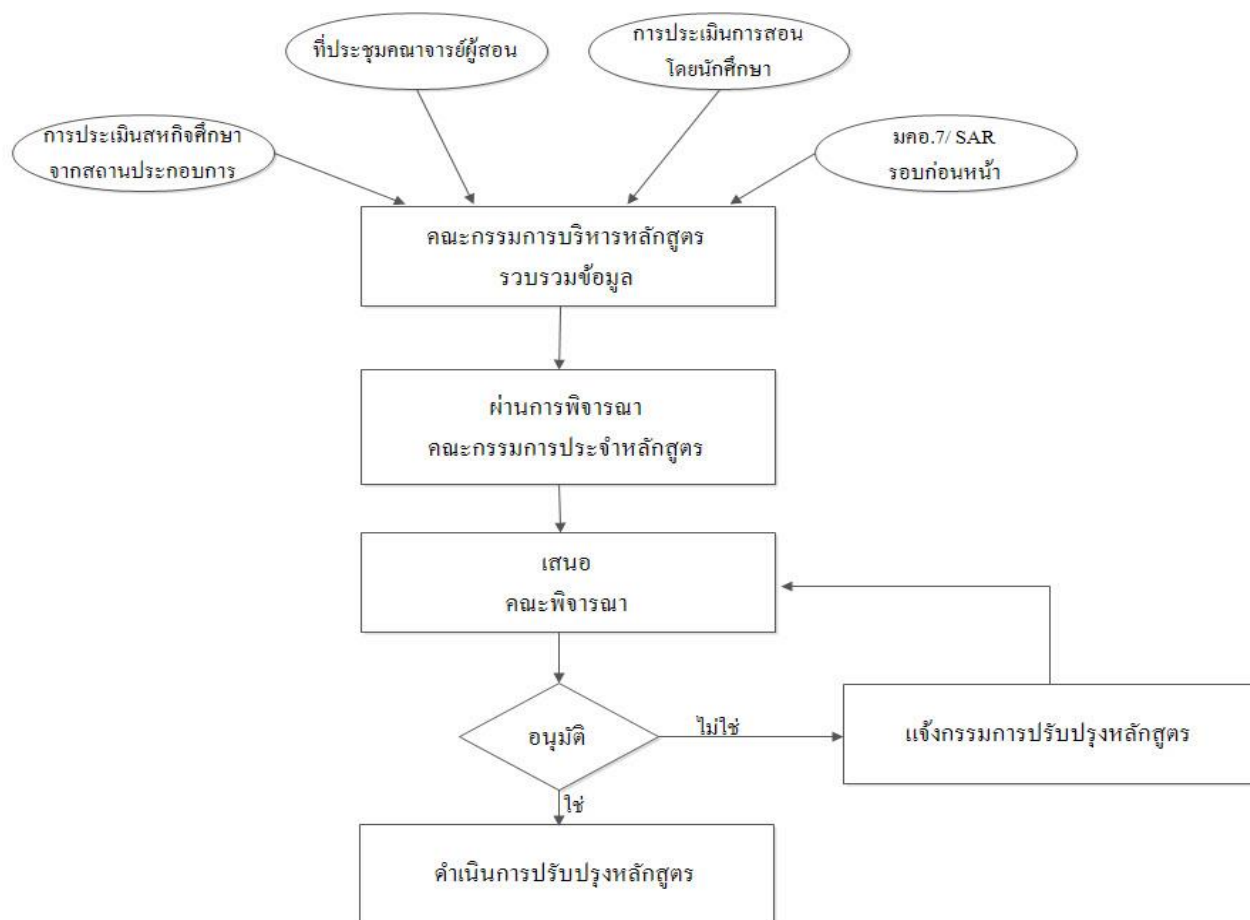 ที่ประชุมคณาจารย์ผู้สอน
การประเมินการสอน
โดยนักศึกษา
การประเมินสหกิจศึกษา
จากสถานประกอบการ
มคอ.7/ SAR
รอบก่อนหน้า
คณะกรรมการบริหารหลักสูตร
รวบรวมข้อมูล
ผ่านการพิจารณา
คณะกรรมการประจำหลักสูตร
เสนอ
คณะพิจารณา
อนุมัติ
ไม่ใช่
แจ้งกรรมการปรับปรุงหลักสูตร
ใช่
ดำเนินการปรับปรุงหลักสูตร